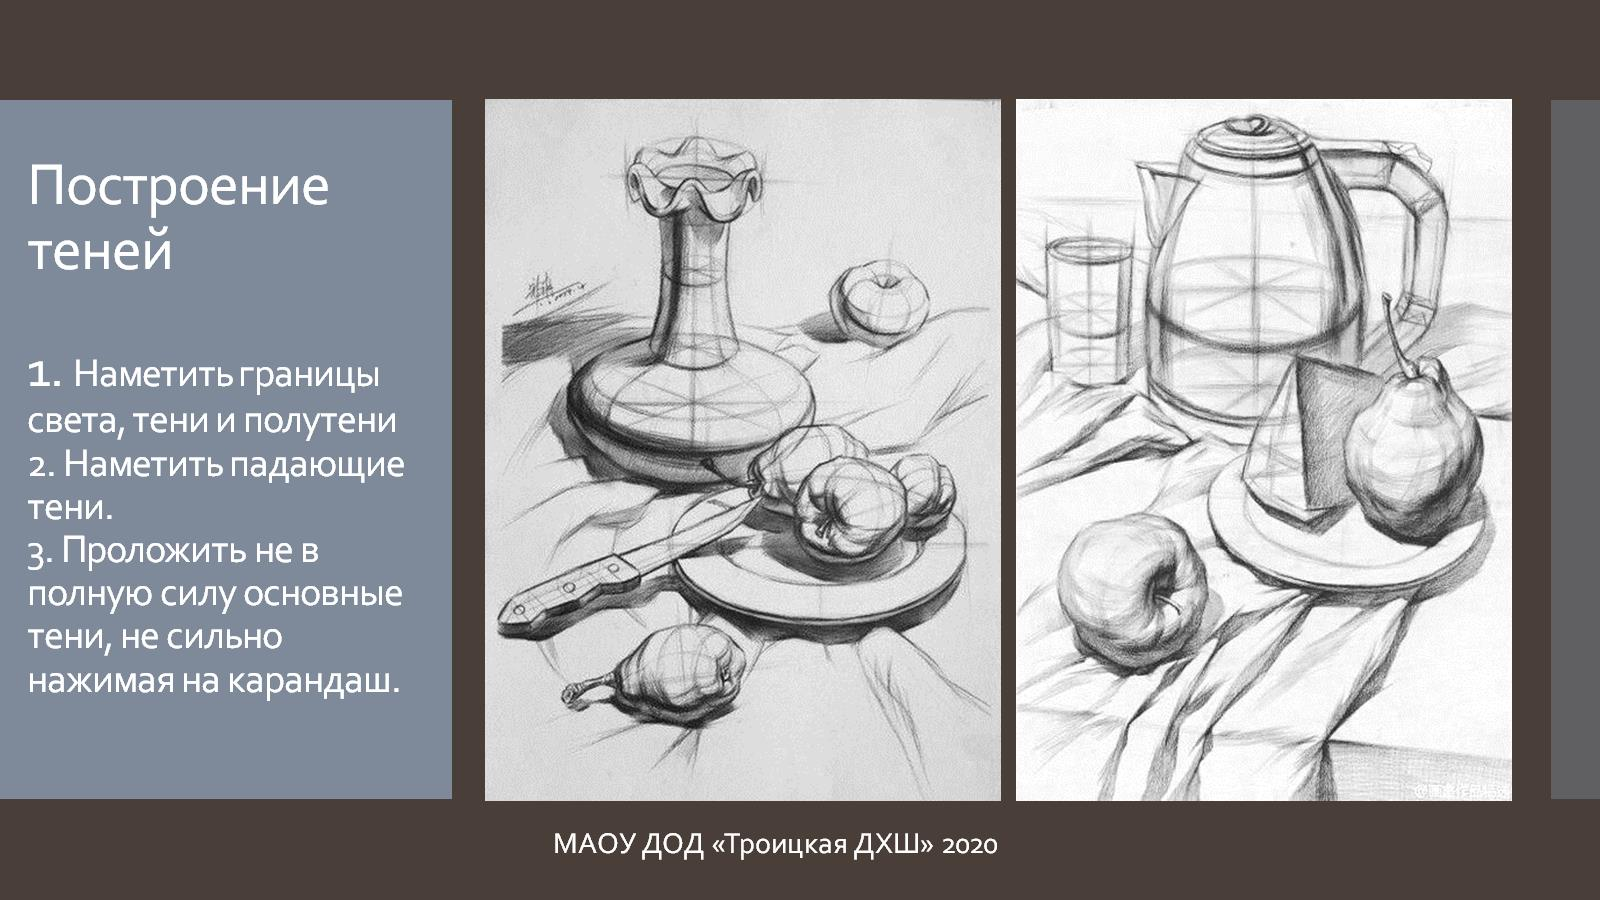 Построение
теней
1. Наметить границы
света, тени и полутени
2. Наметить падающие
тени.
3. Проложить не в
полную силу основные
тени, не сильно
нажимая на карандаш.
МАОУ ДОД «Троицкая ДХШ» 2020